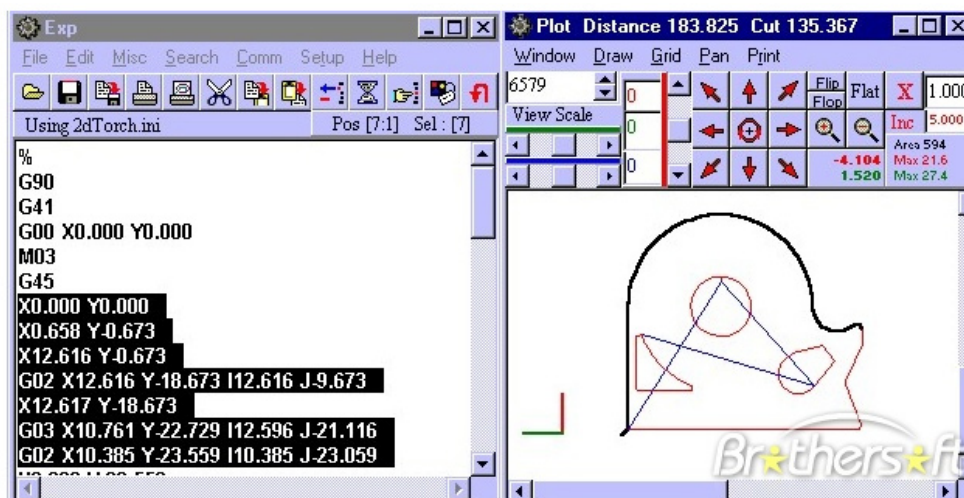 Exp
File Edit Misc Search Comm Setup Help
Using 2dTorch.ini Pos [7:1] Sel : [7]
%
G90
G41
G00 X0.000 Y0.000
M03
G45
X0.000 Y0.000
X0.658 Y-0.673
X12.616 Y-0.673
G02 X12.616 Y-18.673 I12.616 J-9.673
X12.617 Y-18.673
G03 X10.761 Y-22.729 I12.596 J-21.116
G02 X10.385 Y-23.559 I10.385 J-23.059
Plot Distance 183.825 Cut 135.367
Window Draw Grid Pan Print
6579 0 Flip Flat X 1.000
View Scale Flop
0 Inc 5.000
Area 594
0 -4.104 Max 21.6
1.520 Max 27.4
Brothersoft